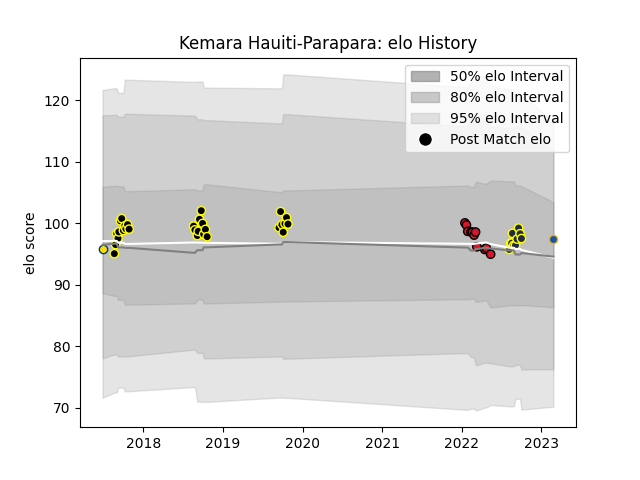 Kemara Hauiti-Parapara: elo History
50% elo Interval
80% elo Interval
95% elo Interval
Post Match elo
elo score
120
110
100
90
80
70
2018
2019
2020
2021
2022
2023